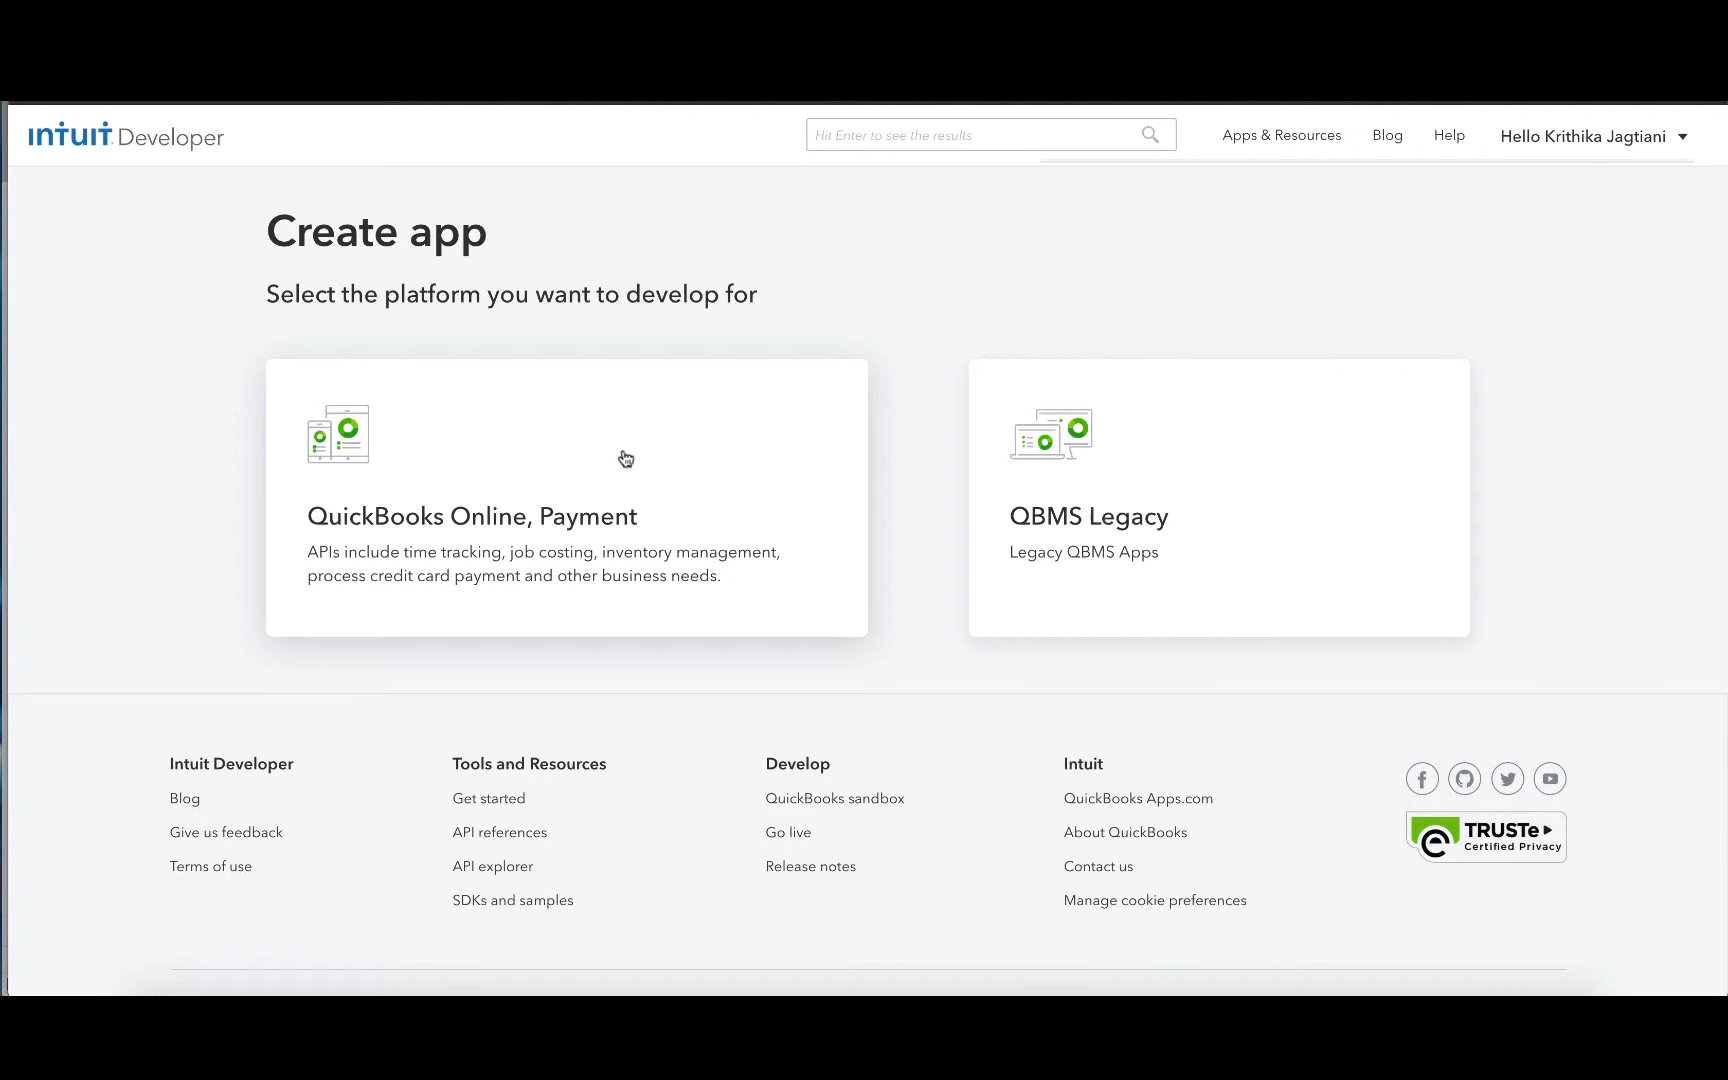 intuit Developer
Hit Enter to see the results
Apps & Resources
Blog
Help
Hello Krithika Jagtiani
Create app
Select the platform you want to develop for
QuickBooks Online, Payment
APIs include time tracking, job costing, inventory management,
process credit card payment and other business needs.
QBMS Legacy
Legacy QBMS Apps
Intuit Developer
Blog
Give us feedback
Terms of use
Tools and Resources
Get started
API references
API explorer
SDKs and samples
Develop
QuickBooks sandbox
Go live
Release notes
Intuit
QuickBooks Apps.com
About QuickBooks
Contact us
Manage cookie preferences
TRUSTe
Certified Privacy